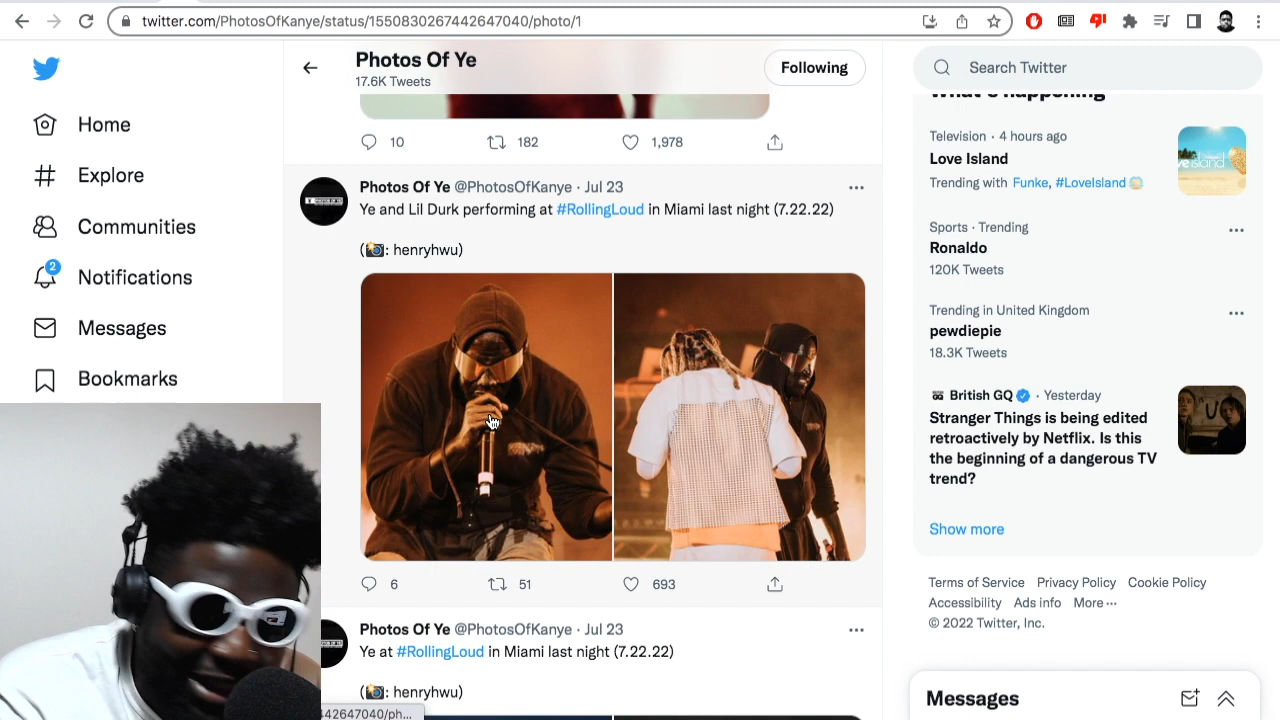 twitter.com/PhotosOfKanye/status/1550830267442647040/photo/1
Home
Explore
Communities
2
Notifications
Messages
Bookmarks
Photos Of Ye
17.6K Tweets
Following
10
182
1,978
Photos Of Ye @PhotosOfKanye · Jul 23
Ye and Lil Durk performing at #RollingLoud in Miami last night (7.22.22)
(📸: henryhwu)
6
51
693
Photos Of Ye @PhotosOfKanye · Jul 23
Ye at #RollingLoud in Miami last night (7.22.22)
(📸: henryhwu)
442647040/ph...
Search Twitter
What's happening
Television · 4 hours ago
Love Island
Trending with Funke, #LoveIsland
Sports · Trending
Ronaldo
120K Tweets
Trending in United Kingdom
pewdiepie
18.3K Tweets
British GQ · Yesterday
Stranger Things is being edited
retroactively by Netflix. Is this
the beginning of a dangerous TV
trend?
Show more
Terms of Service Privacy Policy Cookie Policy
Accessibility Ads info More ···
© 2022 Twitter, Inc.
Messages